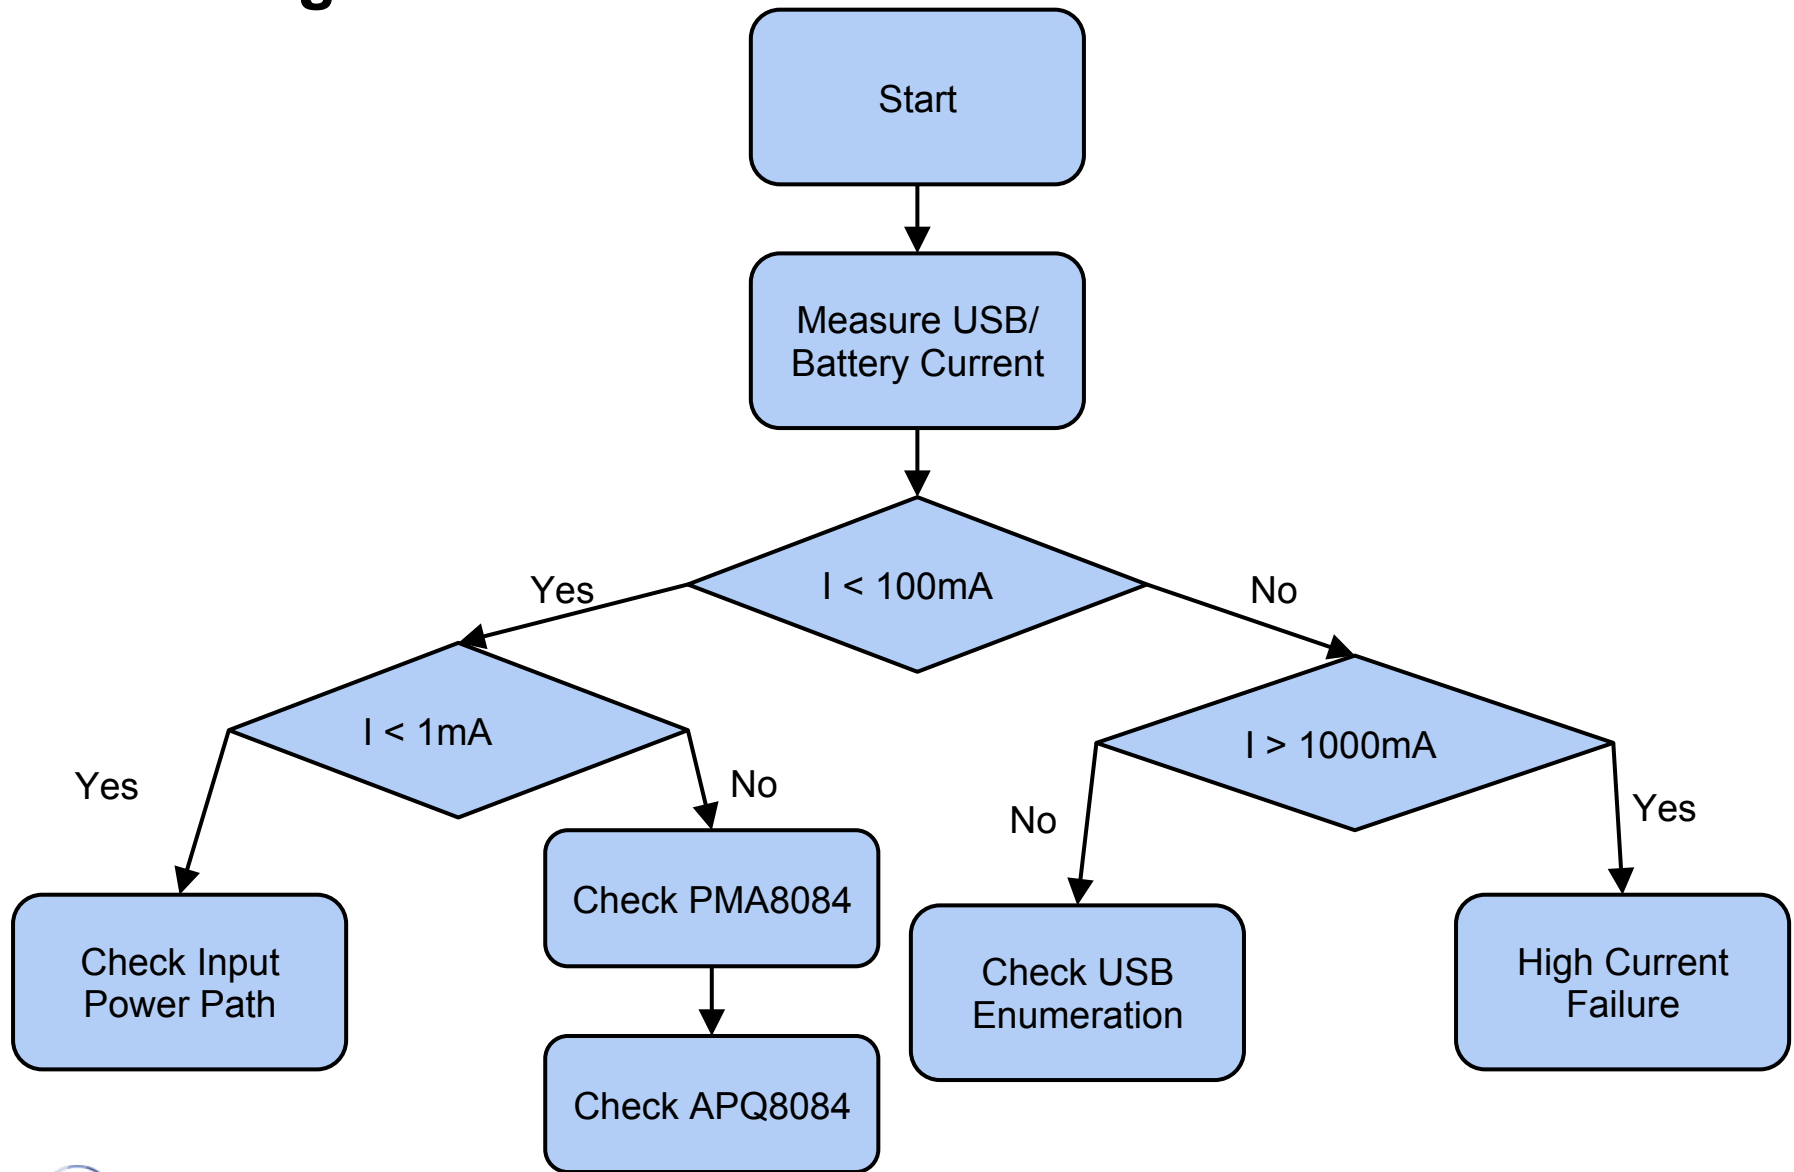 Start
Measure USB/
Battery Current
I < 100mA
Yes
No
I < 1mA
I > 1000mA
Yes
No
No
Yes
Check Input
Power Path
Check PMA8084
Check APQ8084
Check USB
Enumeration
High Current
Failure